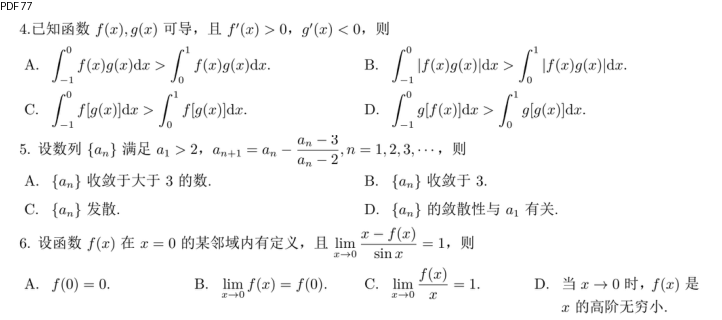 PDF 77
4.已知函数 f(x), g(x) 可导，且 f′(x) > 0，g′(x) < 0，则
A. ∫_{-1}^{0} f(x)g(x)dx > ∫_{0}^{1} f(x)g(x)dx. B. ∫_{-1}^{0} |f(x)g(x)|dx > ∫_{0}^{1} |f(x)g(x)|dx.
C. ∫_{-1}^{0} f[g(x)]dx > ∫_{0}^{1} f[g(x)]dx. D. ∫_{-1}^{0} g[f(x)]dx > ∫_{0}^{1} g[g(x)]dx.
5. 设数列 {a_n} 满足 a_1 > 2，a_{n+1} = a_n − \frac{a_n − 3}{a_n − 2}, n = 1, 2, 3, ⋯，则
A. {a_n} 收敛于大于 3 的数. B. {a_n} 收敛于 3.
C. {a_n} 发散. D. {a_n} 的敛散性与 a_1 有关.
6. 设函数 f(x) 在 x = 0 的某邻域内有定义，且 \lim_{x→0} \frac{x − f(x)}{\sin x} = 1，则
A. f(0) = 0. B. \lim_{x→0} f(x) = f(0). C. \lim_{x→0} \frac{f(x)}{x} = 1. D. 当 x → 0 时，f(x) 是
x 的高阶无穷小.